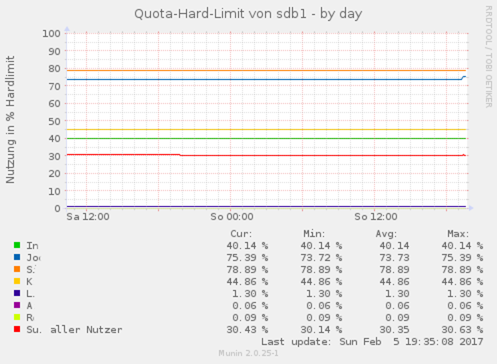 Quota-Hard-Limit von sdb1 - by day
RRDTOOL / TOBI OETIKER
Nutzung in % Hardlimit
100
90
80
70
60
50
40
30
20
10
0
Sa 12:00 So 00:00 So 12:00
Cur: Min: Avg: Max:
In 40.14 % 40.14 % 40.14 40.14 %
75.39 % 73.72 % 73.73 75.39 %
S. 78.89 % 78.89 % 78.89 78.89 %
K 44.86 % 44.86 % 44.86 44.86 %
L. 1.30 % 1.30 % 1.30 1.30 %
A 0.06 % 0.06 % 0.06 0.06 %
R 0.09 % 0.09 % 0.09 0.09 %
Su. aller Nutzer 30.43 % 30.14 % 30.35 30.63 %
Last update: Sun Feb 5 19:35:08 2017
Munin 2.0.25-1